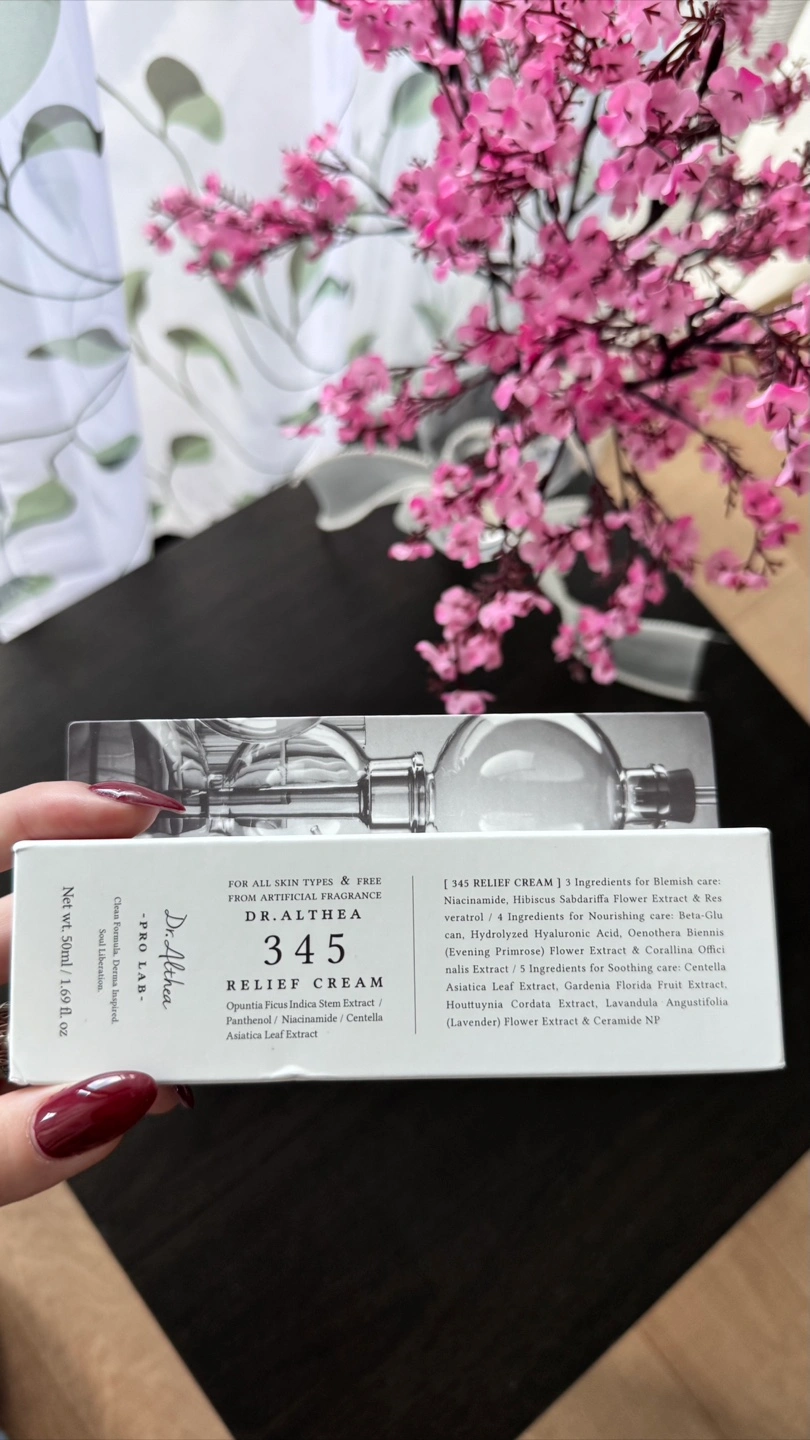 Net wt. 50ml / 1.69 fl. oz
Clean Formula. Derma Inspired.
Soul Liberation.
-PRO LAB-
Dr.Althea
FOR ALL SKIN TYPES & FREE
FROM ARTIFICIAL FRAGRANCE
DR.ALTHEA
345
RELIEF CREAM
Opuntia Ficus Indica Stem Extract /
Panthenol / Niacinamide / Centella
Asiatica Leaf Extract
[ 345 RELIEF CREAM ] 3 Ingredients for Blemish care:
Niacinamide, Hibiscus Sabdariffa Flower Extract & Res
veratrol / 4 Ingredients for Nourishing care: Beta-Glu
can, Hydrolyzed Hyaluronic Acid, Oenothera Biennis
(Evening Primrose) Flower Extract & Corallina Offici
nalis Extract / 5 Ingredients for Soothing care: Centella
Asiatica Leaf Extract, Gardenia Florida Fruit Extract,
Houttuynia Cordata Extract, Lavandula Angustifolia
(Lavender) Flower Extract & Ceramide NP